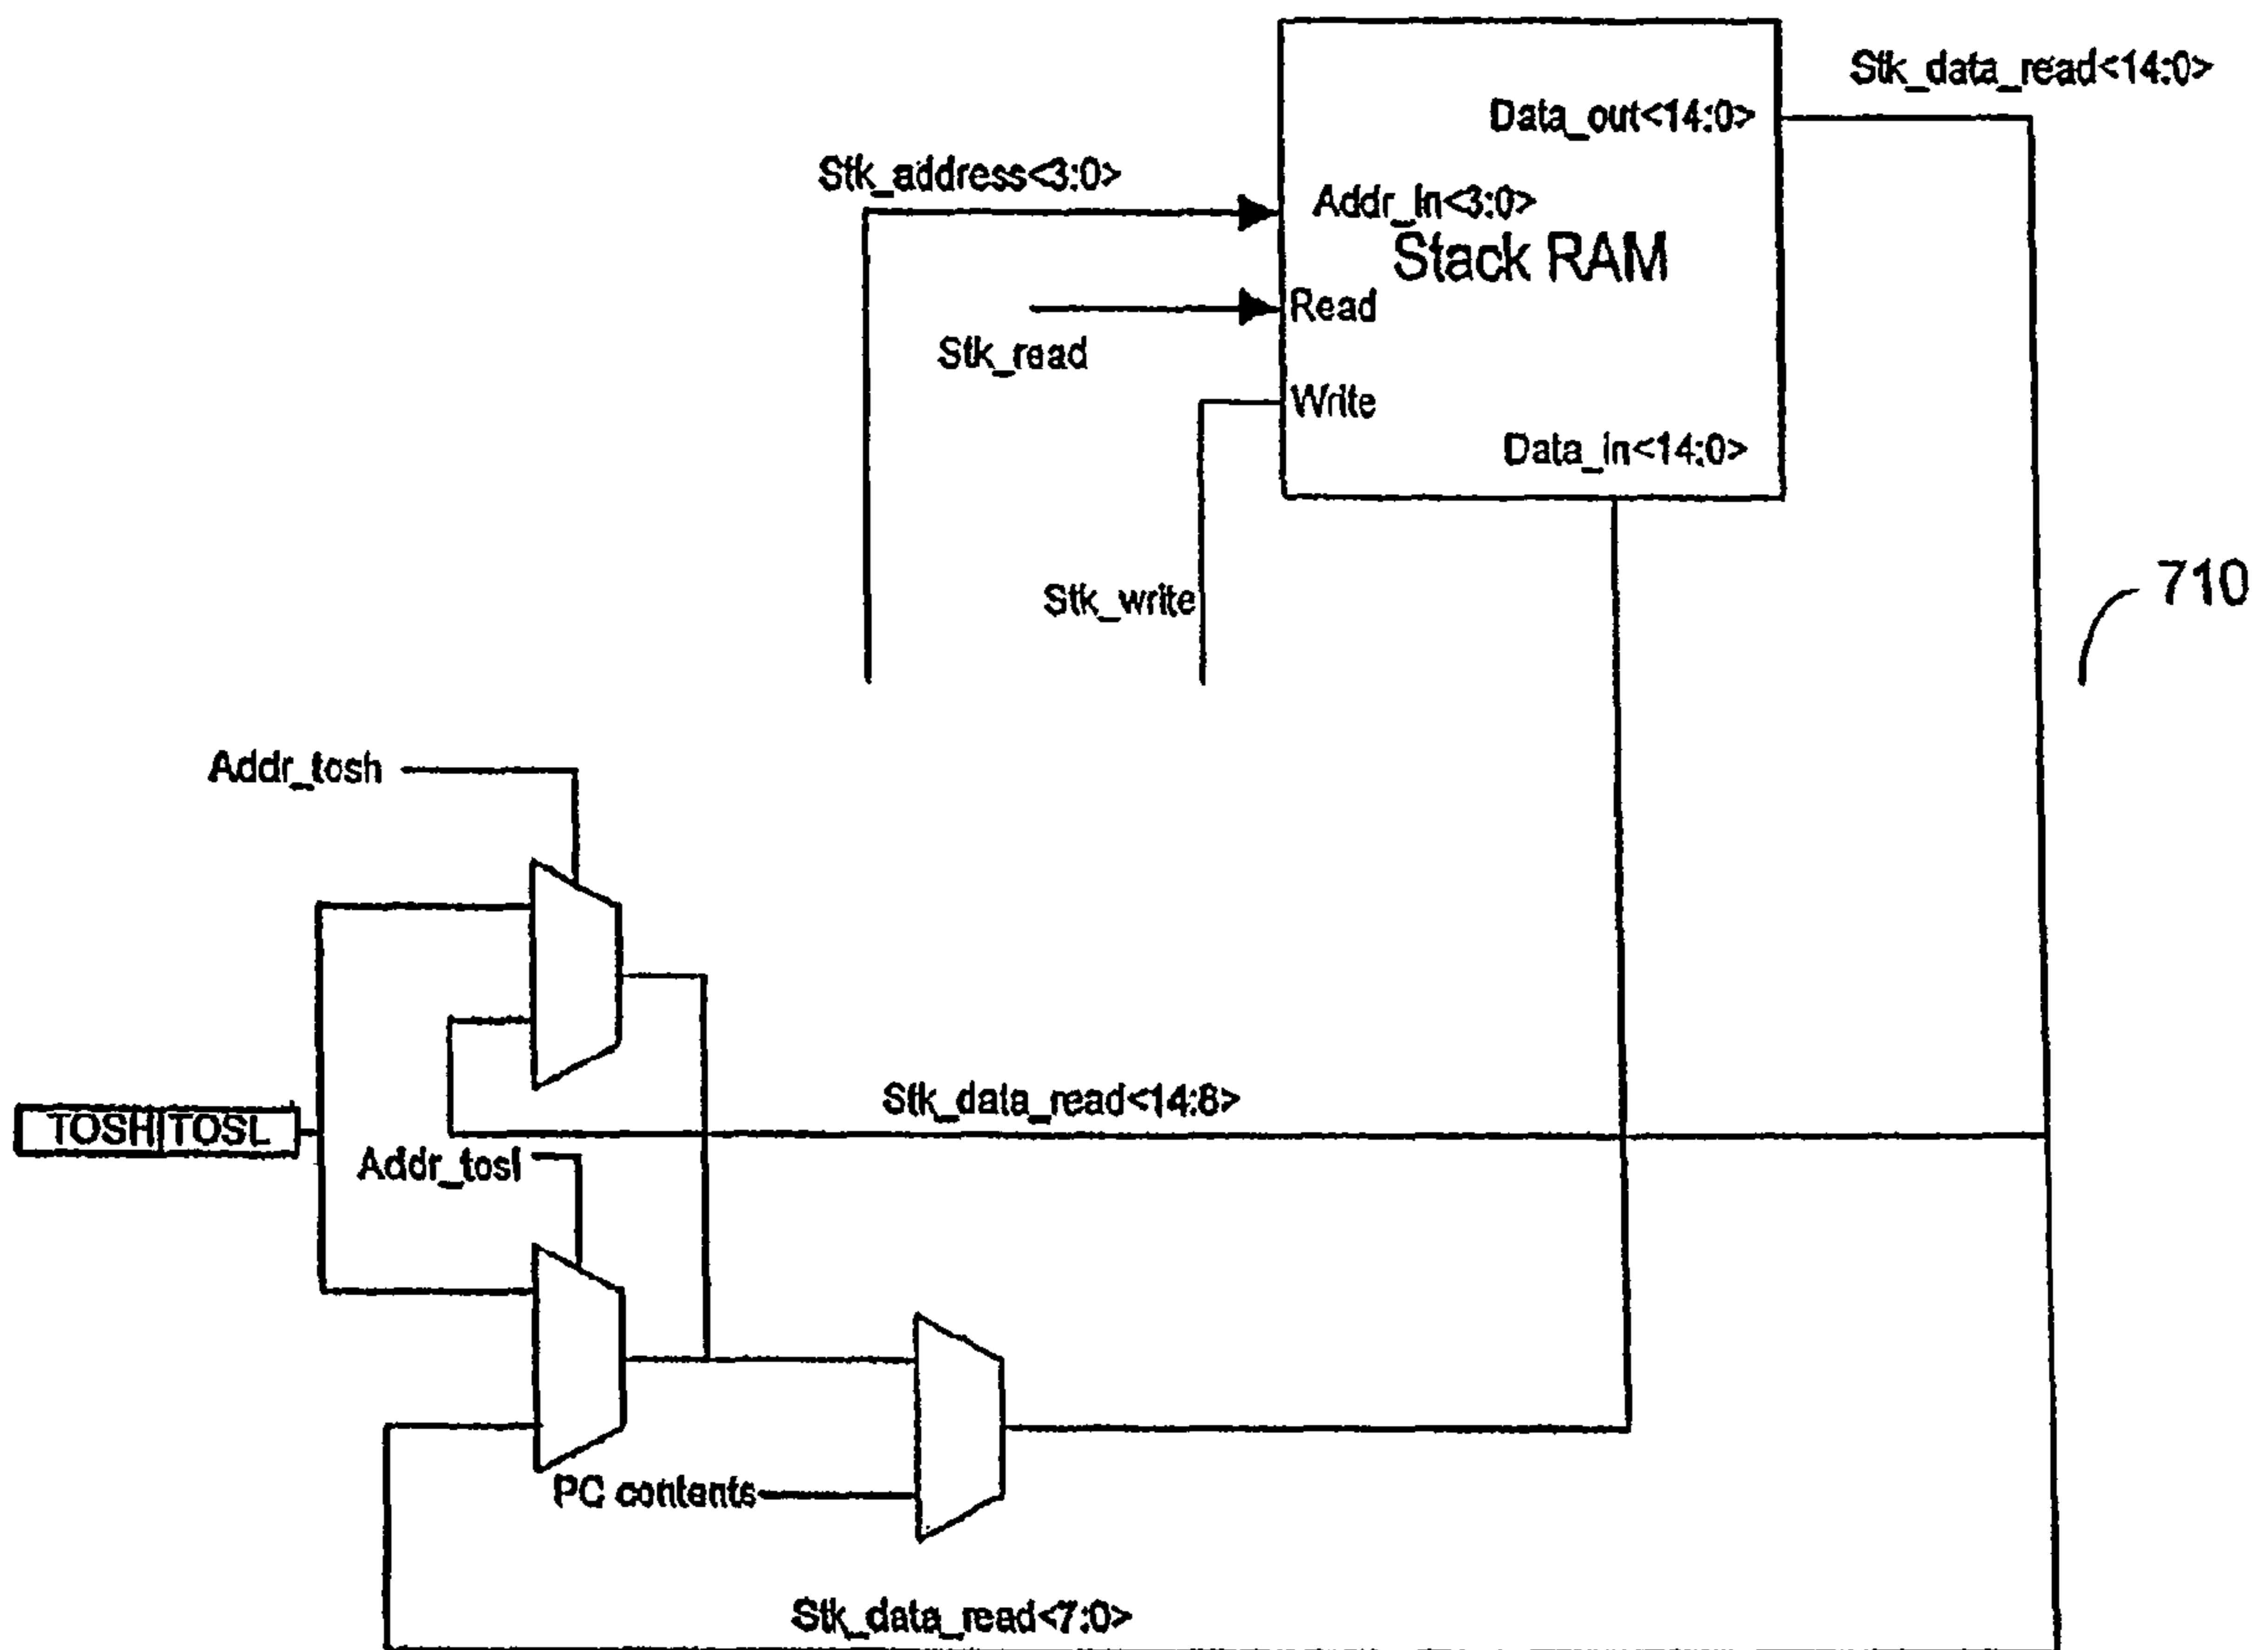 Stk_data_read<14:0>
Data_out<14:0>
Stk_address<3:0>
Addr_In<3:0>
Stack RAM
Read
Stk_read
Write
Data_in<14:0>
Stk_write
710
Addr_tosh
Stk_data_read<14:8>
TOSH TOSL
Addr_tosl
PC contents
Stk_data_read<7:0>